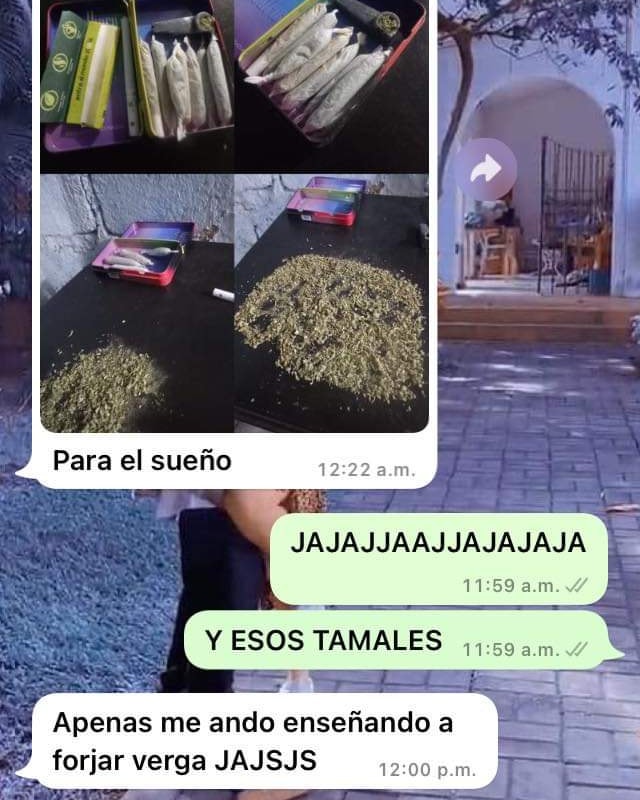 Para el sueño
12:22 a.m.
JAJAJJAAJJAJAJAJA
11:59 a.m.
Y ESOS TAMALES 11:59 a.m.
Apenas me ando enseñando a
forjar verga JAJSJS 12:00 p.m.